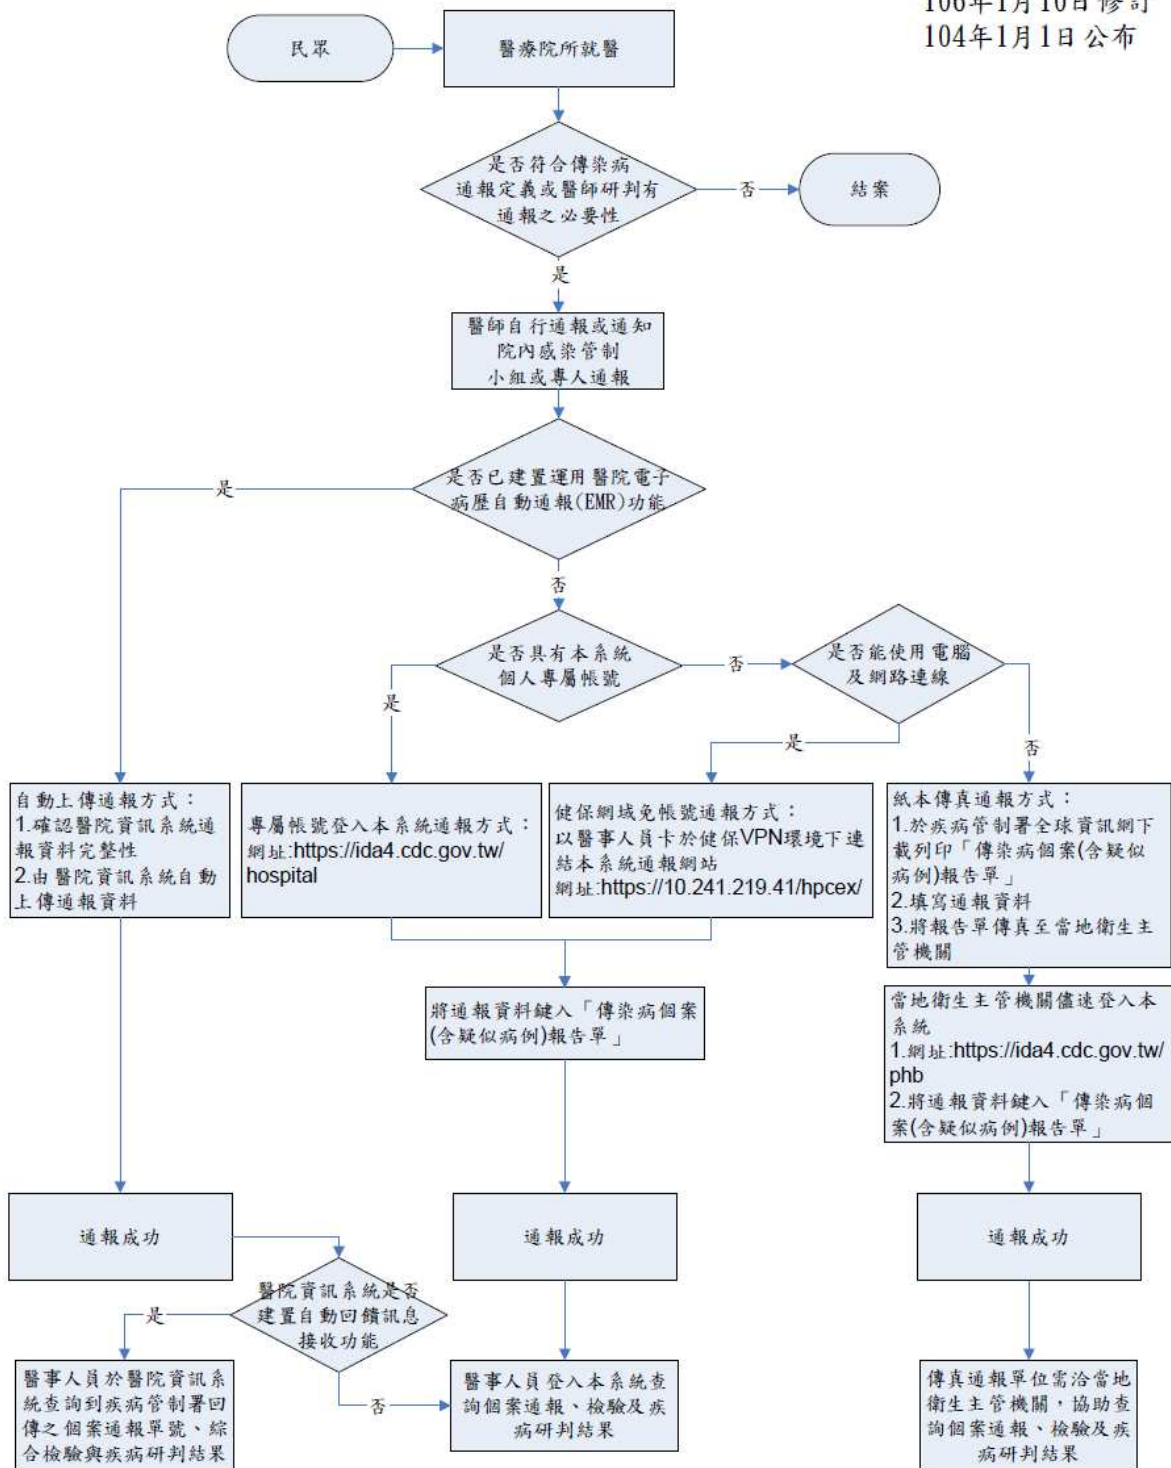 106年1月10日修訂
104年1月1日公布
民眾
醫療院所就醫
是否符合傳染病
通報定義或醫師研判有
通報之必要性
否
結案
是
醫師自行通報或通知
院內感染管制
小組或專人通報
是否已建置運用醫院電子
病歷自動通報(EMR)功能
是
否
是否具有本系統
個人專屬帳號
否
是否能使用電腦
及網路連線
是
是
否
自動上傳通報方式：
1.確認醫院資訊系統通
報資料完整性
2.由醫院資訊系統自動
上傳通報資料
專屬帳號登入本系統通報方式：
網址:https://ida4.cdc.gov.tw/
hospital
健保網域免帳號通報方式：
以醫事人員卡於健保VPN環境下連
結本系統通報網站
網址:https://10.241.219.41/hpcex/
紙本傳真通報方式：
1.於疾病管制署全球資訊網下
載列印「傳染病個案(含疑似
病例)報告單」
2.填寫通報資料
3.將報告單傳真至當地衛生主
管機關
將通報資料鍵入「傳染病個案
(含疑似病例)報告單」
當地衛生主管機關儘速登入本
系統
1.網址:https://ida4.cdc.gov.tw/
phb
2.將通報資料鍵入「傳染病個
案(含疑似病例)報告單」
通報成功
通報成功
通報成功
醫院資訊系統是否
建置自動回饋訊息
接收功能
是
否
醫事人員於醫院資訊系
統查詢到疾病管制署回
傳之個案通報單號、綜
合檢驗與疾病研判結果
醫事人員登入本系統查
詢個案通報、檢驗及疾
病研判結果
傳真通報單位需洽當地
衛生主管機關，協助查
詢個案通報、檢驗及疾
病研判結果